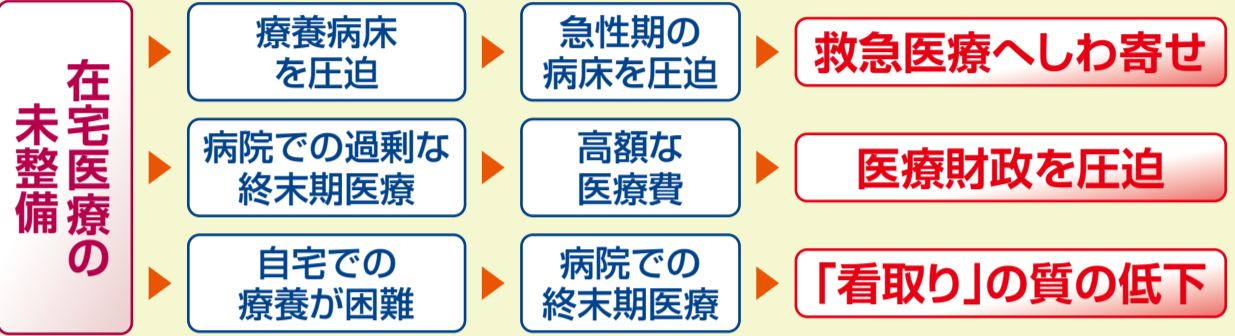 在宅医療の
未整備
療養病床
を圧迫
急性期の
病床を圧迫
救急医療へしわ寄せ
病院での過剰な
終末期医療
高額な
医療費
医療財政を圧迫
自宅での
療養が困難
病院での
終末期医療
「看取り」の質の低下